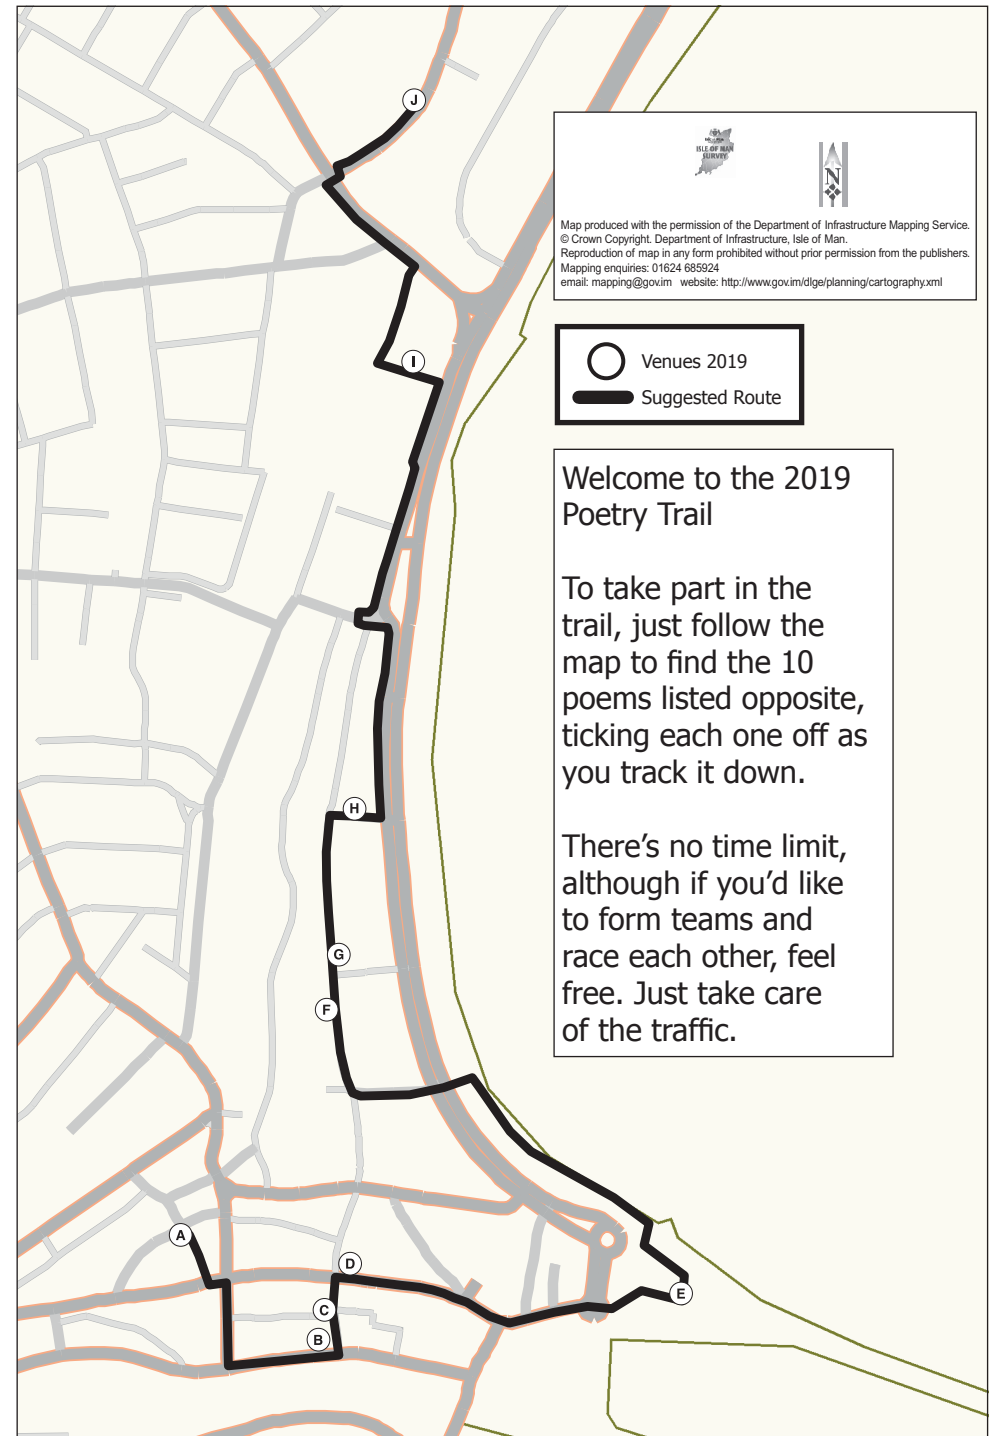 J
ISLE OF MAN
SURVEY
N
Map produced with the permission of the Department of Infrastructure Mapping Service.
© Crown Copyright. Department of Infrastructure, Isle of Man.
Reproduction of map in any form prohibited without prior permission from the publishers.
Mapping enquiries: 01624 685924
email: mapping@gov.im website: http://www.gov.im/dlge/planning/cartography.xml
Venues 2019
Suggested Route
I
Welcome to the 2019
Poetry Trail
To take part in the
trail, just follow the
map to find the 10
poems listed opposite,
ticking each one off as
you track it down.
There’s no time limit,
although if you’d like
to form teams and
race each other, feel
free. Just take care
of the traffic.
H
G
F
A
D
E
C
B